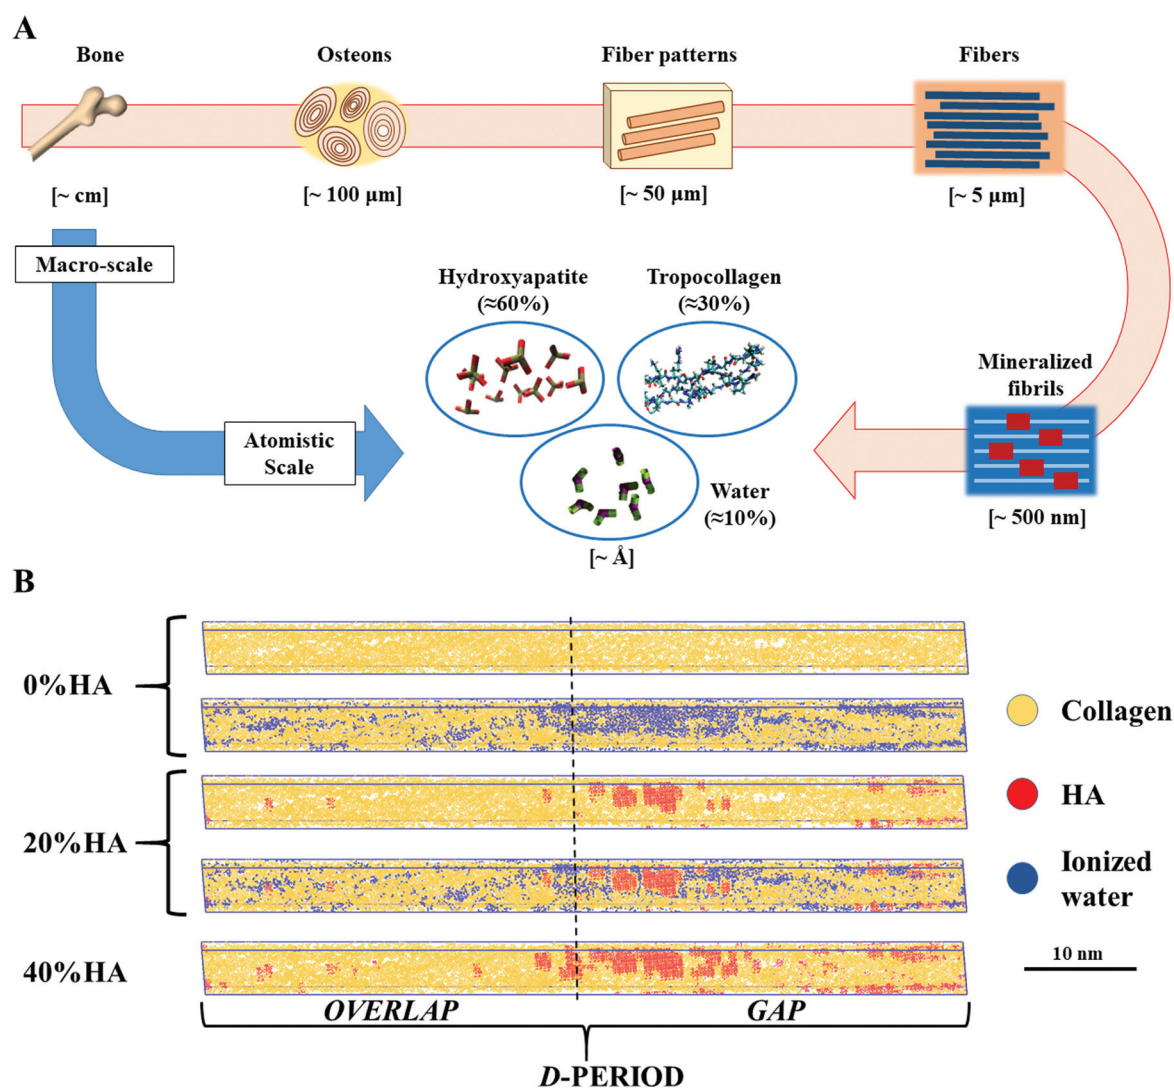 A
Bone
Osteons
Fiber patterns
Fibers
[~ cm]
[~ 100 µm]
[~ 50 µm]
[~ 5 µm]
Macro-scale
Hydroxyapatite
(≈60%)
Tropocollagen
(≈30%)
Mineralized
fibrils
Atomistic
Scale
Water
(≈10%)
[~ 500 nm]
[~ Å]
B
0%HA
20%HA
40%HA
Collagen
HA
Ionized
water
10 nm
OVERLAP
GAP
D-PERIOD